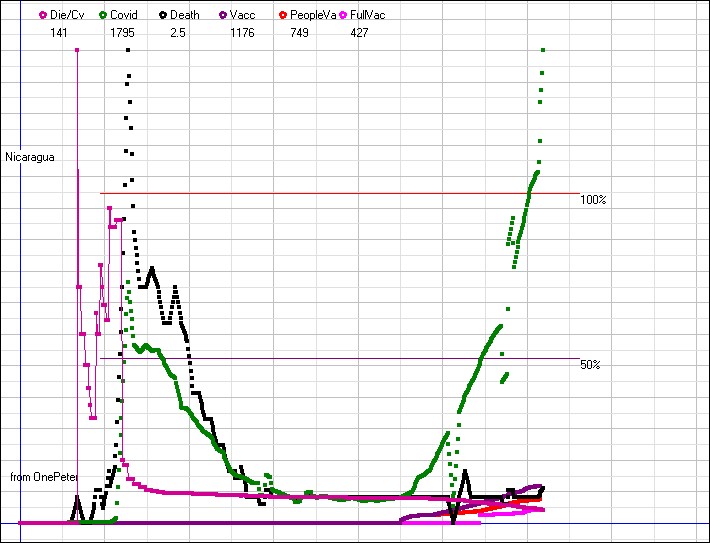 Die/Cv Covid Death Vacc PeopleVa FullVac
141 1795 2.5 1176 749 427
Nicaragua
100%
50%
from OnePeter